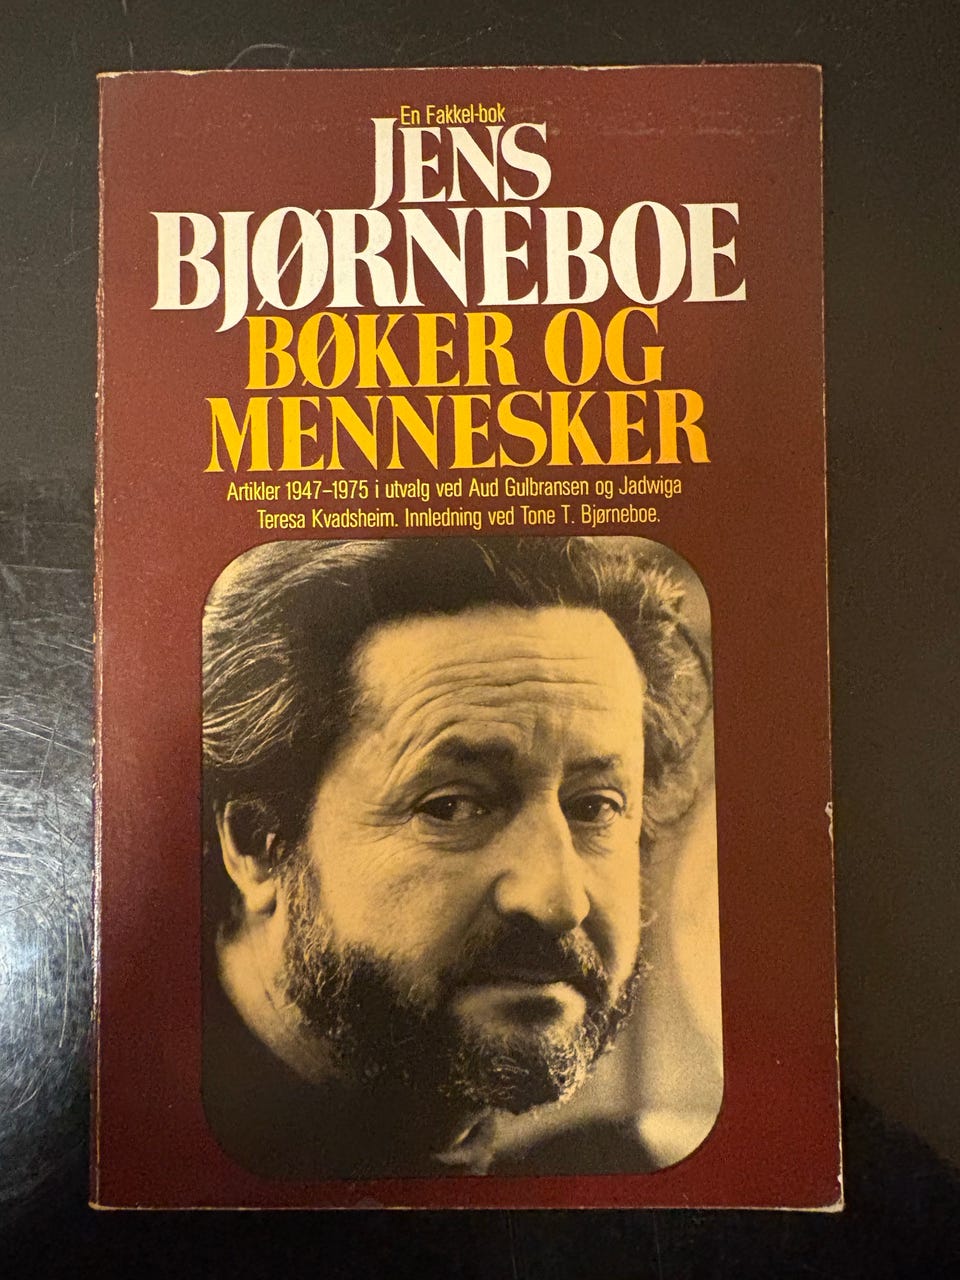 En Fakkel-bok
JENS
BJØRNEBOE
BØKER OG
MENNESKER
Artikler 1947–1975 i utvalg ved Aud Gulbransen og Jadwiga
Teresa Kvadsheim. Innledning ved Tone T. Bjørneboe.